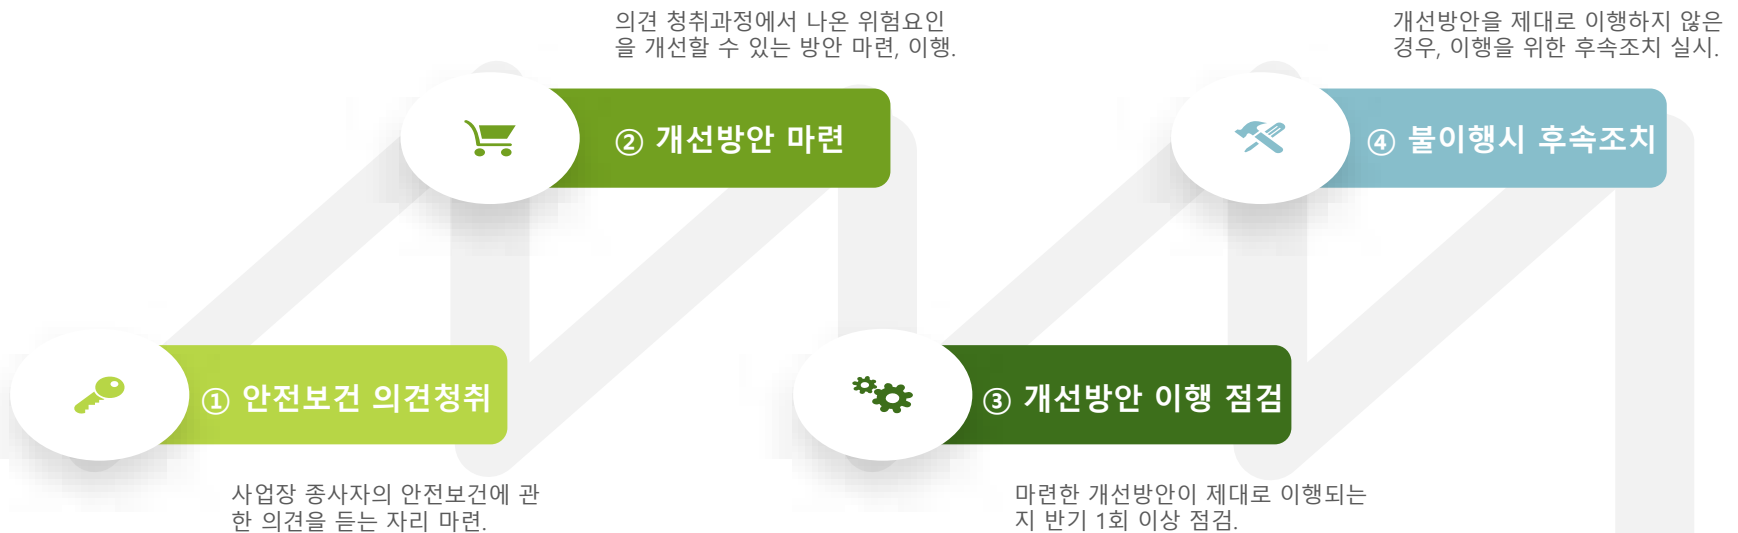 ① 안전보건 의견청취
사업장 종사자의 안전보건에 관
한 의견을 듣는 자리 마련.
의견 청취과정에서 나온 위험요인
을 개선할 수 있는 방안 마련, 이행.
② 개선방안 마련
③ 개선방안 이행 점검
마련한 개선방안이 제대로 이행되는
지 반기 1회 이상 점검.
개선방안을 제대로 이행하지 않은
경우, 이행을 위한 후속조치 실시.
④ 불이행시 후속조치